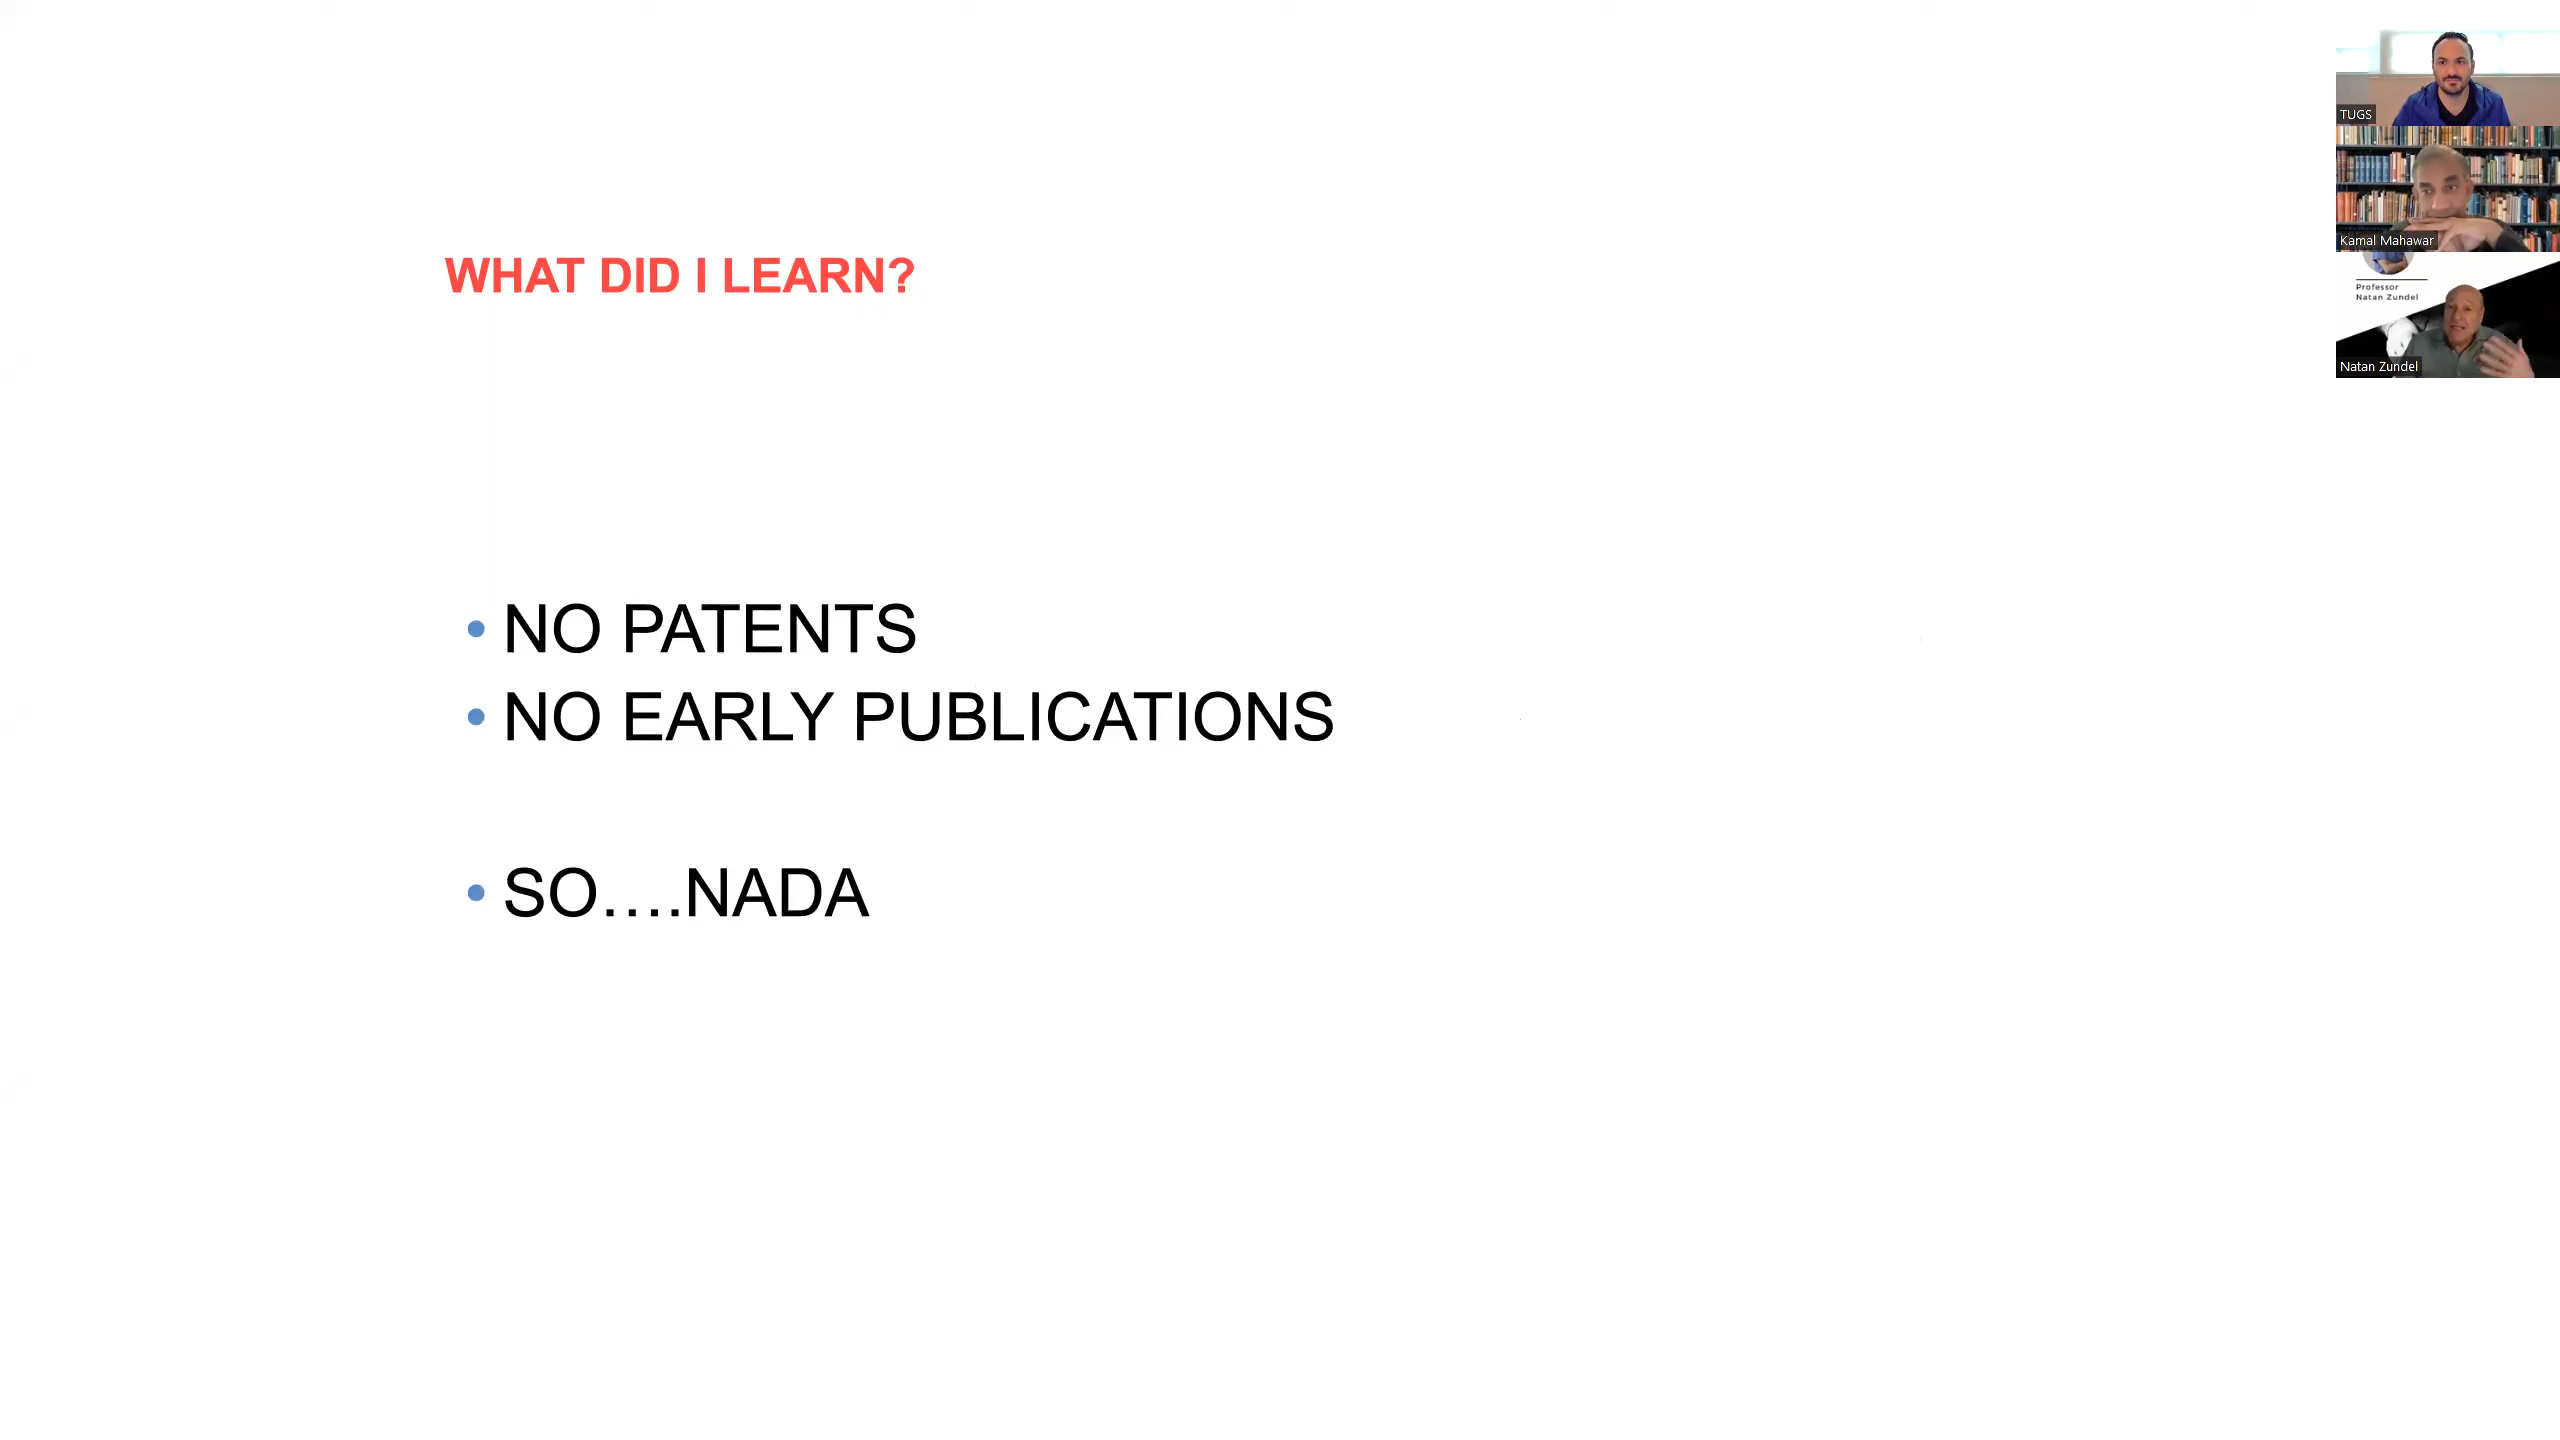 WHAT DID I LEARN?
• NO PATENTS
• NO EARLY PUBLICATIONS
• SO….NADA
TUGS
Kamal Mahawar
Professor
Natan Zundel
Natan Zundel